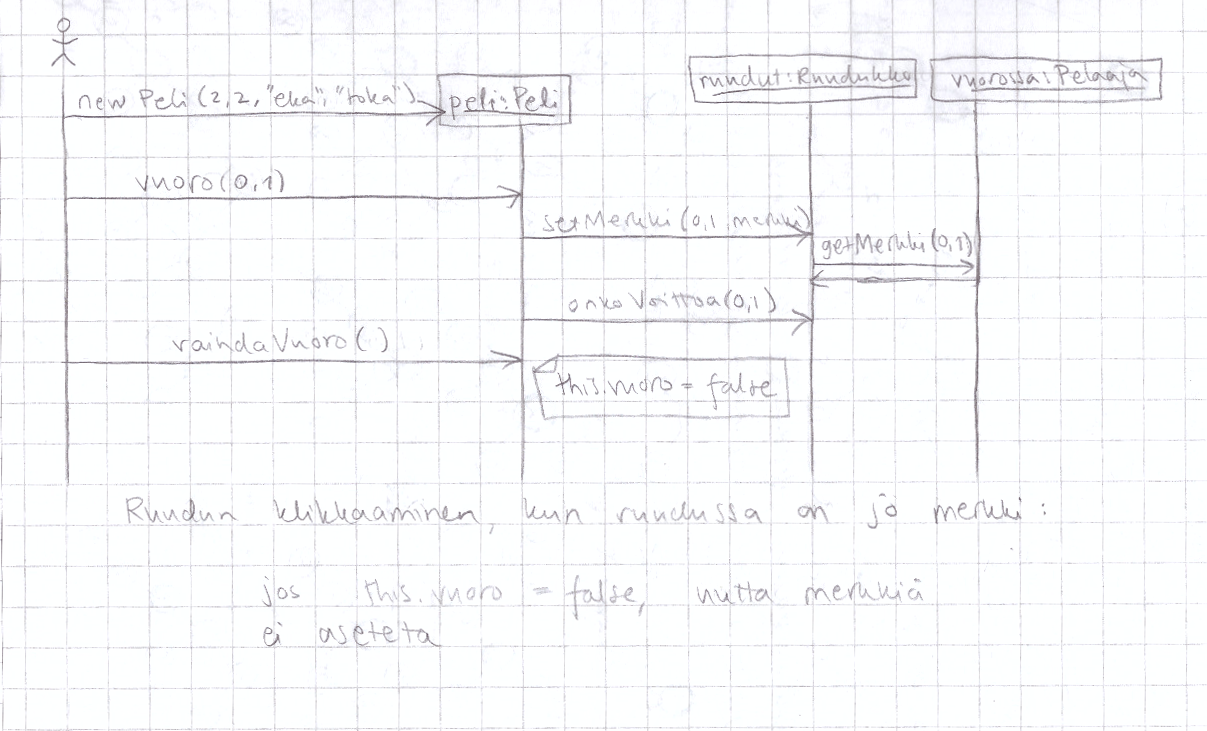 new Peli (2,2,"eka","toka")
peli:Peli
ruudut:Ruudukko
vuorossa:Pelaaja
vuoro(0,1)
setMerkki(0,1,merkki)
getMerkki(0,1)
onkoVoittoa(0,1)
vaihdaVuoro()
this.vuoro = false
Ruudun klikkaaminen, kun ruudussa on jo merkki:
jos this.vuoro = false, uutta merkkiä
ei aseteta